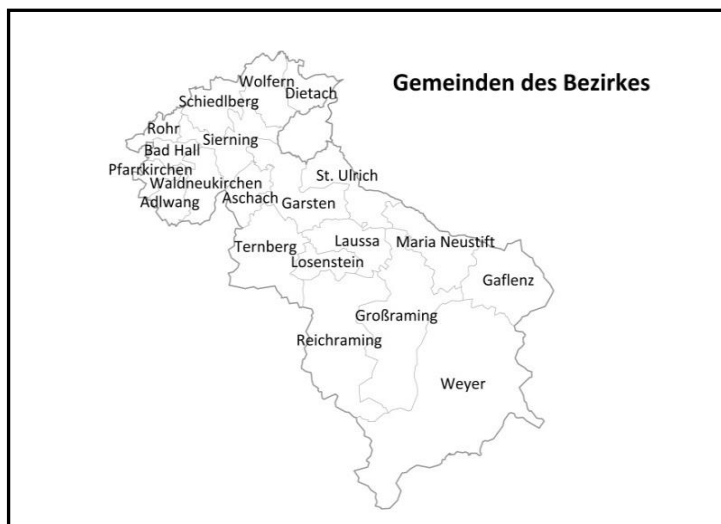 Gemeinden des Bezirkes
Wolfern
Dietach
Schiedlberg
Rohr
Sierning
Bad Hall
Pfarrkirchen
St. Ulrich
Waldneukirchen
Aschach
Adlwang
Garsten
Ternberg
Laussa
Maria Neustift
Losenstein
Gaflenz
Großraming
Reichraming
Weyer